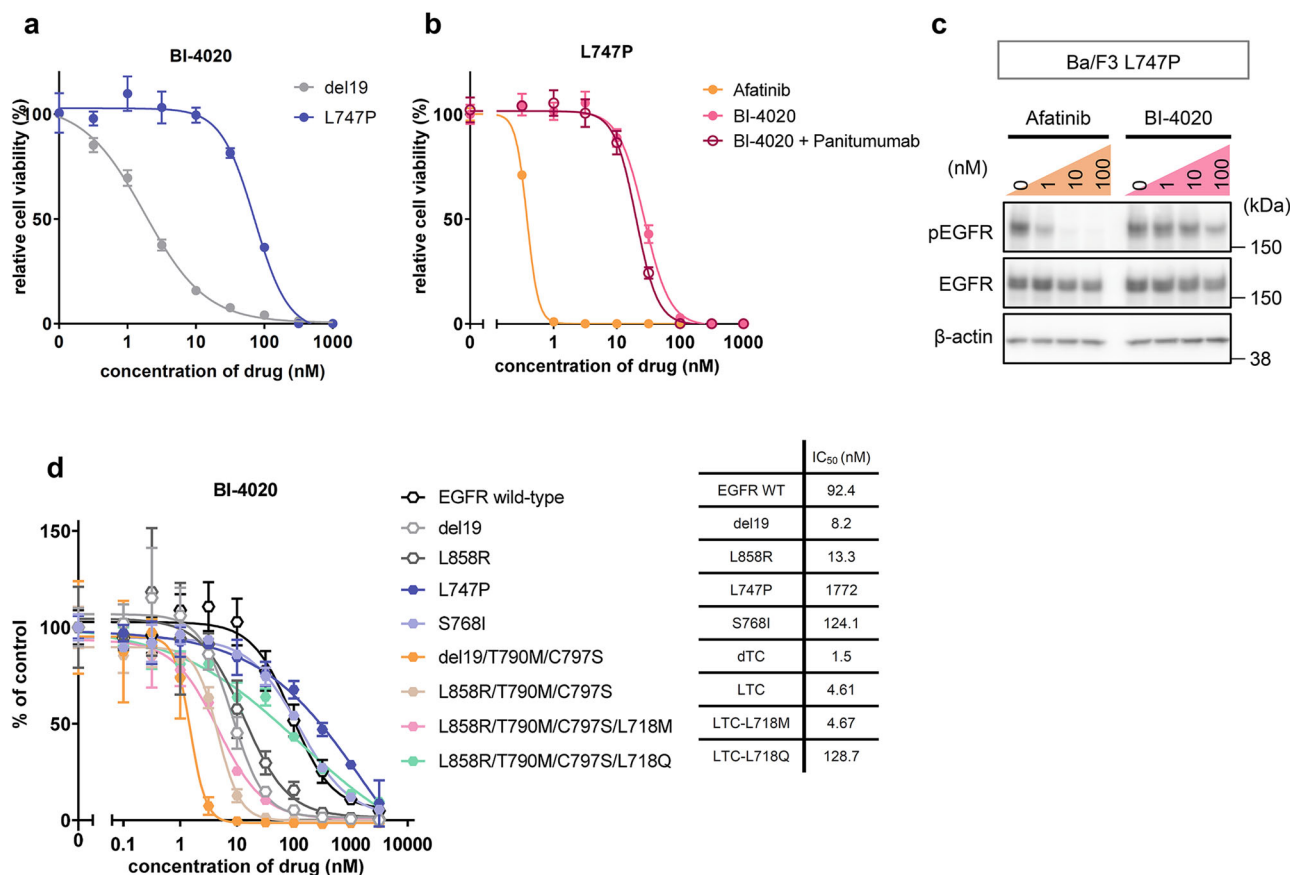 a
BI-4020
relative cell viability (%)
100
50
0
0
1
10
100
1000
concentration of drug (nM)
del19
L747P
b
L747P
relative cell viability (%)
100
50
0
0
1
10
100
1000
concentration of drug (nM)
Afatinib
BI-4020
BI-4020 + Panitumumab
c
Ba/F3 L747P
Afatinib BI-4020
(nM) 0 1 10 100 0 1 10 100
(kDa)
pEGFR
150
EGFR
150
β-actin
38
d
BI-4020
% of control
150
100
50
0
0
0.1
1
10
100
1000
10000
concentration of drug (nM)
EGFR wild-type
del19
L858R
L747P
S768I
del19/T790M/C797S
L858R/T790M/C797S
L858R/T790M/C797S/L718M
L858R/T790M/C797S/L718Q
IC₅₀ (nM)
EGFR WT 92.4
del19 8.2
L858R 13.3
L747P 1772
S768I 124.1
dTC 1.5
LTC 4.61
LTC-L718M 4.67
LTC-L718Q 128.7